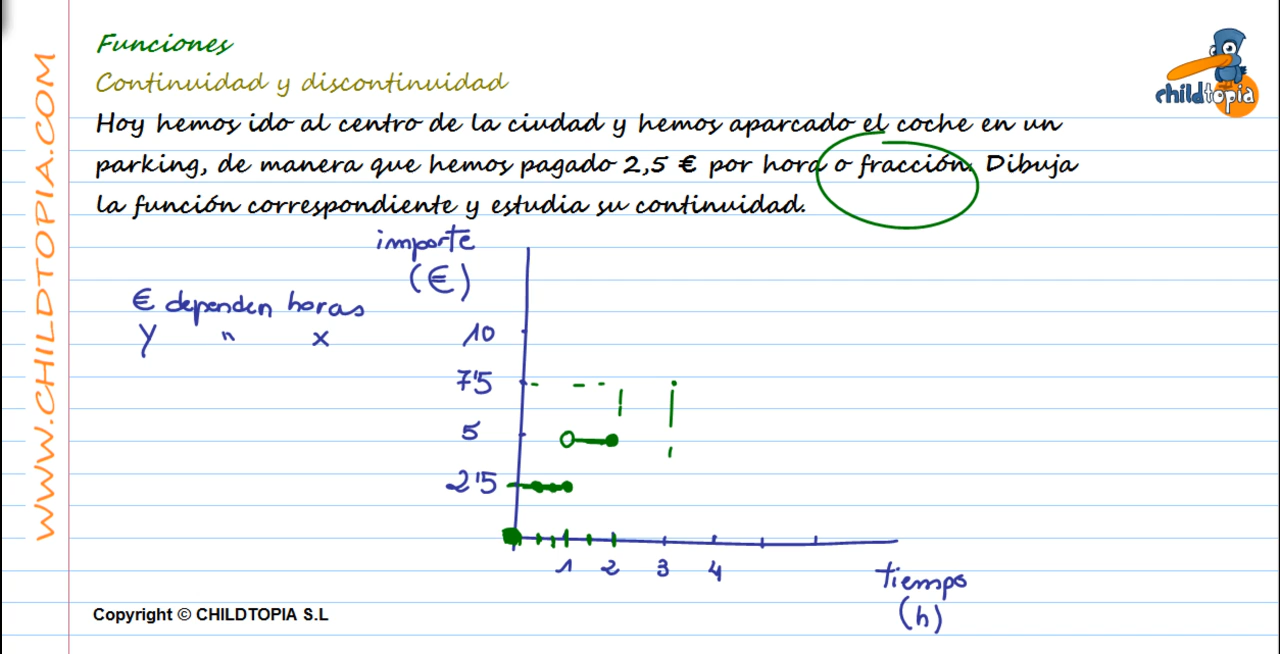 Funciones
Continuidad y discontinuidad
Hoy hemos ido al centro de la ciudad y hemos aparcado el coche en un
parking, de manera que hemos pagado 2,5 € por hora o fracción. Dibuja
la función correspondiente y estudia su continuidad.
importe
(€)
€ dependen horas
y " x
10
7'5
5
2'5
1 2 3 4
tiempo
(h)
Copyright © CHILDTOPIA S.L
WWW.CHILDTOPIA.COM
childtopia